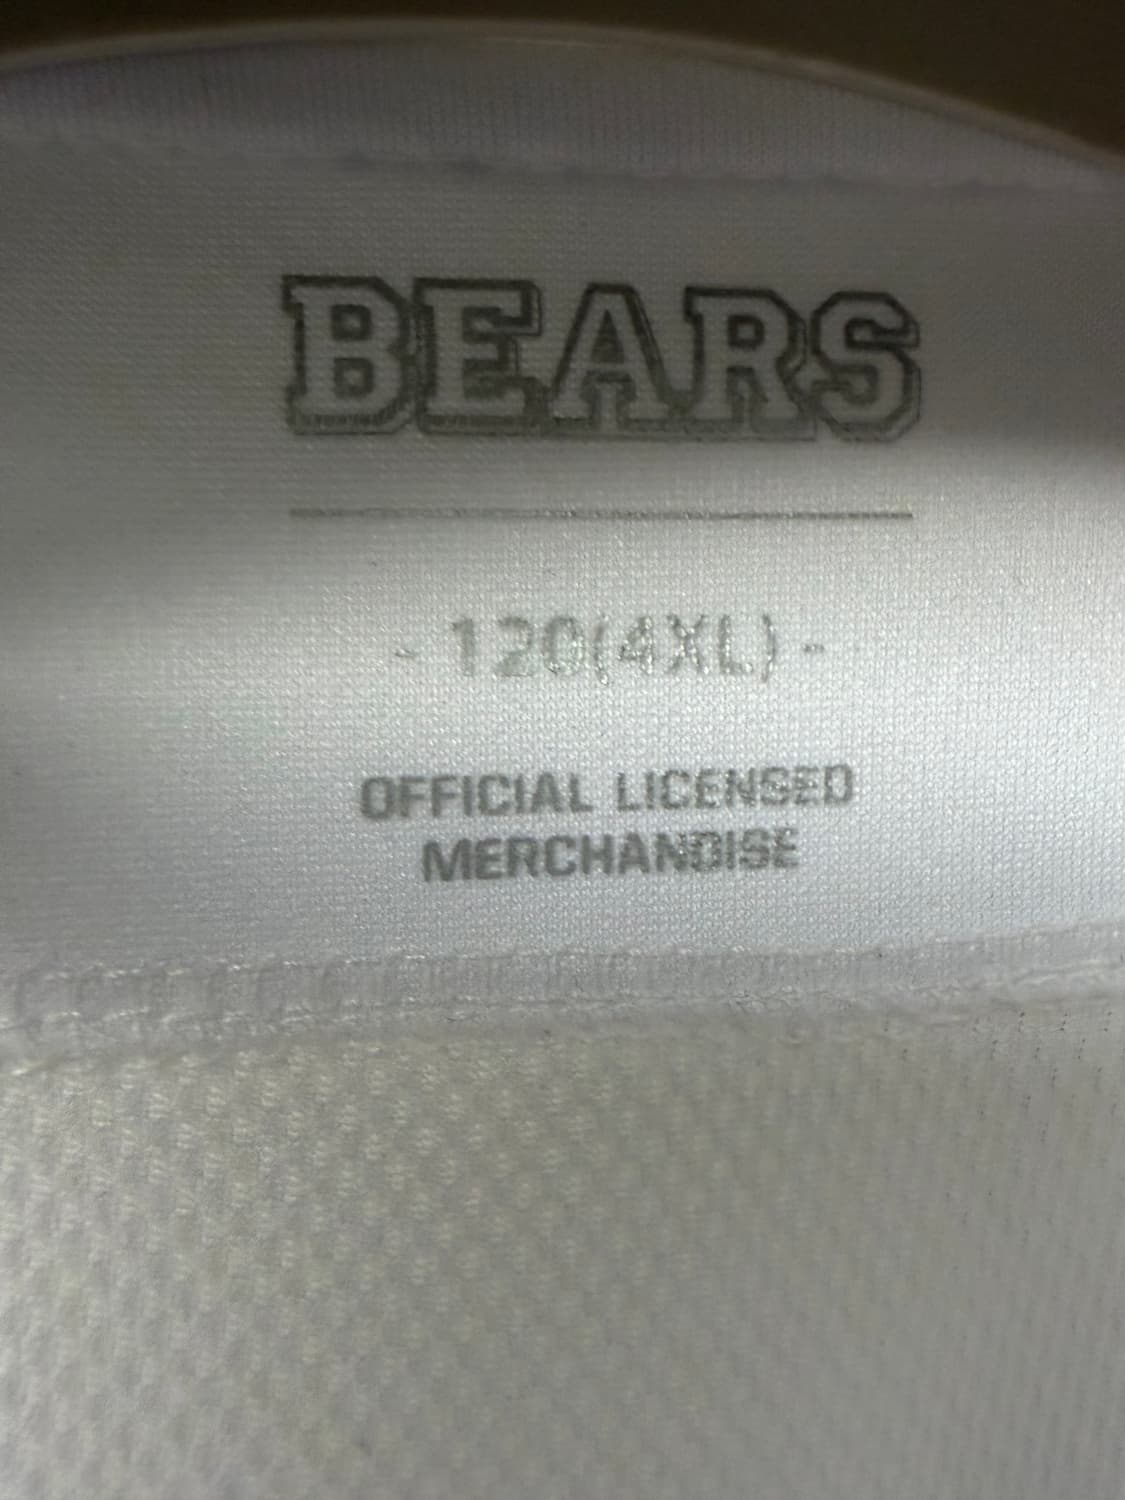 BEARS
- 120(4XL) -
OFFICIAL LICENSED
MERCHANDISE